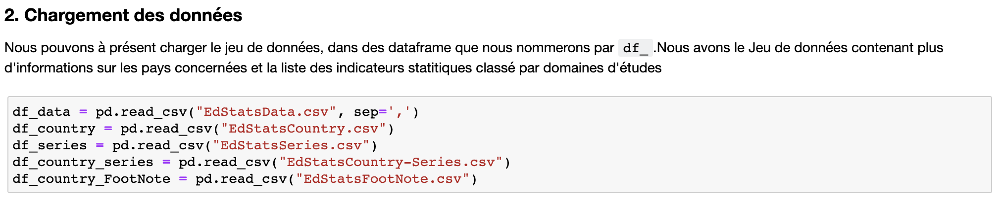 2. Chargement des données
Nous pouvons à présent charger le jeu de données, dans des dataframe que nous nommerons par df_ .Nous avons le Jeu de données contenant plus
d'informations sur les pays concernées et la liste des indicateurs statitiques classé par domaines d'études
df_data = pd.read_csv("EdStatsData.csv", sep=',')
df_country = pd.read_csv("EdStatsCountry.csv")
df_series = pd.read_csv("EdStatsSeries.csv")
df_country_series = pd.read_csv("EdStatsCountry-Series.csv")
df_country_FootNote = pd.read_csv("EdStatsFootNote.csv")